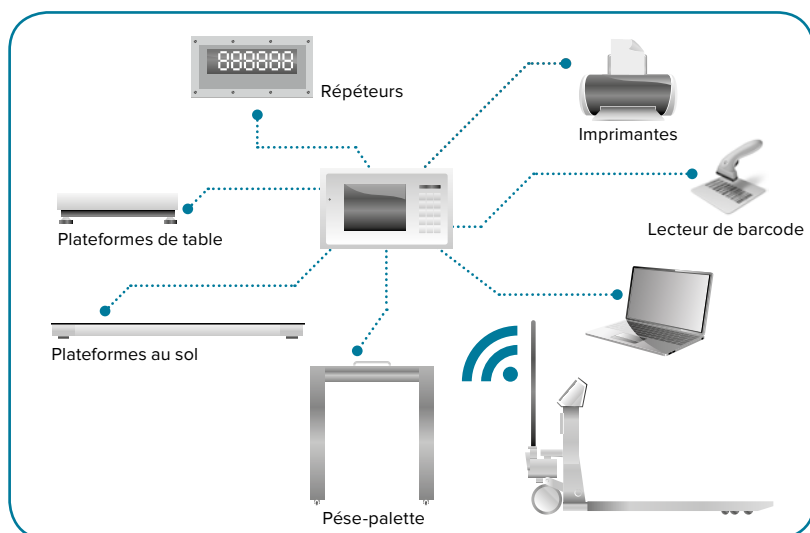 888888
Répéteurs
Imprimantes
Plateformes de table
Lecteur de barcode
Plateformes au sol
Pése-palette